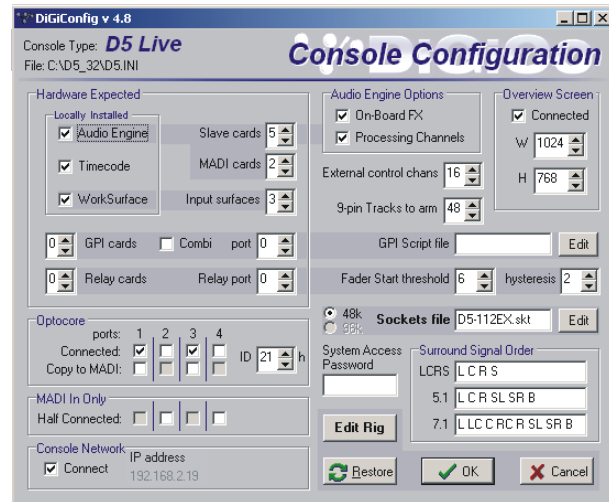 DiGiConfig v 4.8
Console Type: D5 Live
File: C:\D5_32\D5.INI
Console Configuration
Hardware Expected
Locally Installed
Audio Engine
Slave cards 5
Timecode
MADI cards 2
WorkSurface
Input surfaces 3
0 GPI cards Combi port 0
0 Relay cards Relay port 0
Audio Engine Options
On-Board FX
Processing Channels
Overview Screen
Connected
W 1024
H 768
External control chans 16
9-pin Tracks to arm 48
GPI Script file Edit
Fader Start threshold 6 hysteresis 2
48k
96k
Sockets file D5-112EX.skt Edit
Optocore
ports: 1 2 3 4
Connected:
Copy to MADI:
ID 21 h
MADI In Only
Half Connected:
Console Network
Connect
IP address
192.168.2.19
System Access
Password
Edit Rig
Surround Signal Order
LCRS L C R S
5.1 L C R SL SR B
7.1 L LC C RC R SL SR B
Restore
OK
Cancel